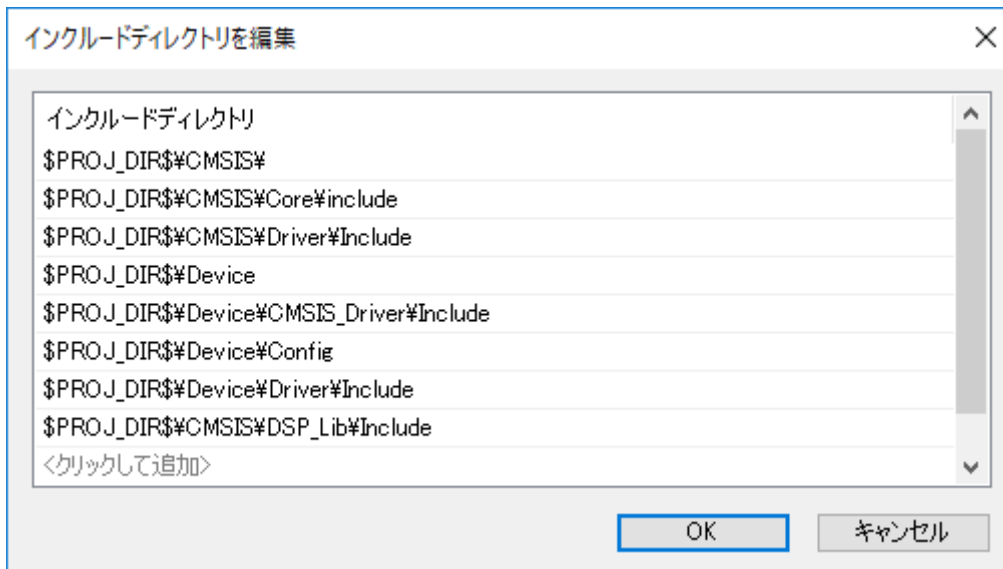 インクルードディレクトリを編集
インクルードディレクトリ
$PROJ_DIR$¥CMSIS¥
$PROJ_DIR$¥CMSIS¥Core¥include
$PROJ_DIR$¥CMSIS¥Driver¥Include
$PROJ_DIR$¥Device
$PROJ_DIR$¥Device¥CMSIS_Driver¥Include
$PROJ_DIR$¥Device¥Config
$PROJ_DIR$¥Device¥Driver¥Include
$PROJ_DIR$¥CMSIS¥DSP_Lib¥Include
<クリックして追加>
OK キャンセル